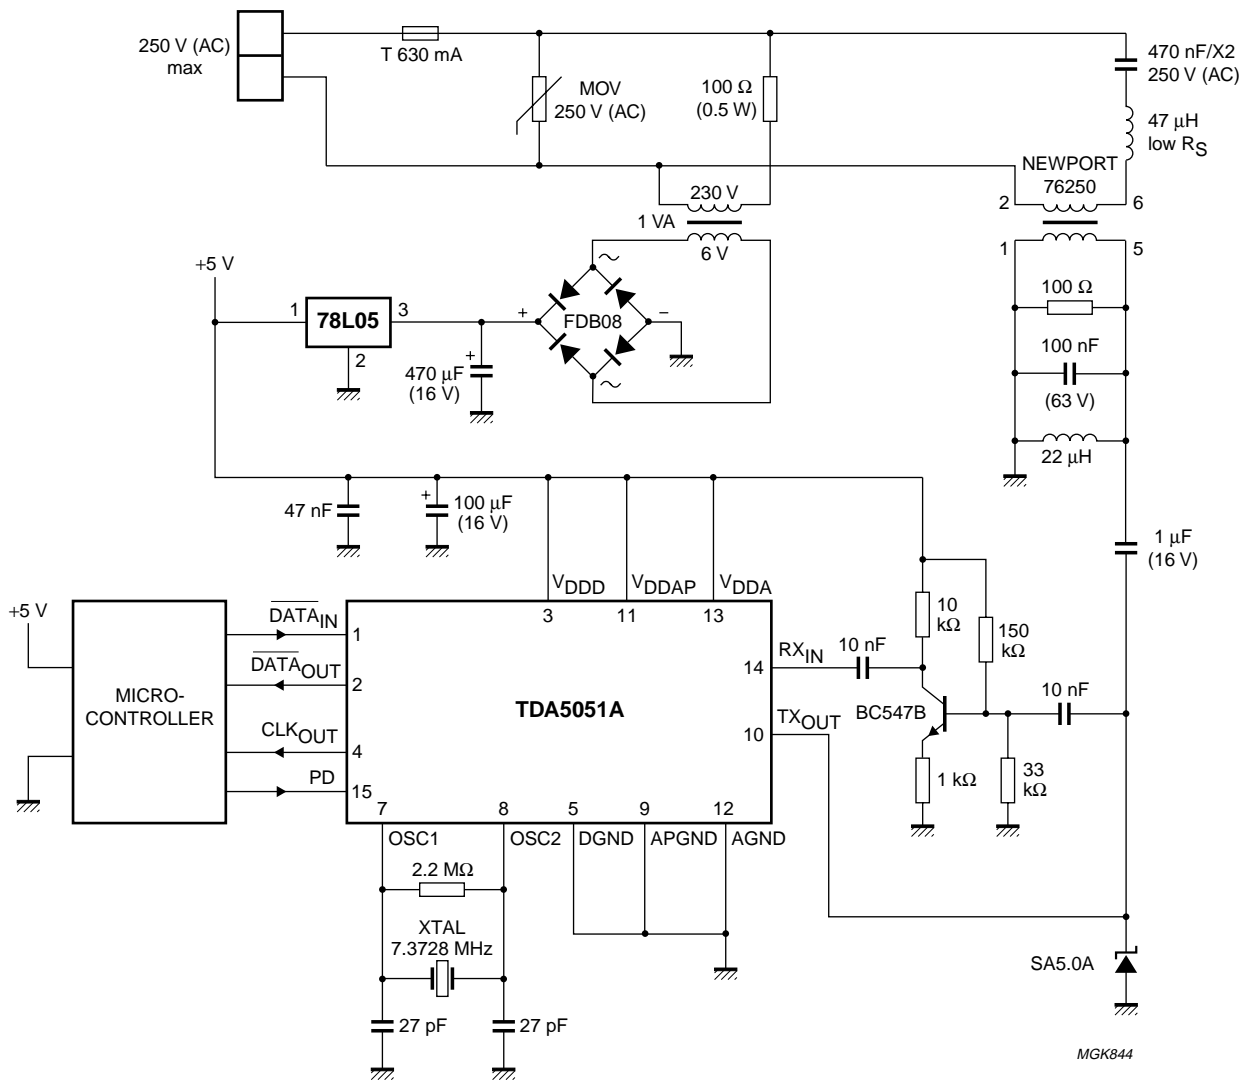 250 V (AC)
max
T 630 mA
MOV
250 V (AC)
100 Ω
(0.5 W)
470 nF/X2
250 V (AC)
47 μH
low RS
NEWPORT
76250
2
6
1
5
230 V
1 VA
6 V
+5 V
1
78L05
3
2
+
470 μF
(16 V)
+
FDB08
−
100 Ω
100 nF
(63 V)
22 μH
47 nF
+
100 μF
(16 V)
1 μF
(16 V)
VDDD
VDDAP
VDDA
3
11
13
+5 V
MICRO-
CONTROLLER
DATAIN
1
DATAOUT
2
CLKOUT
4
PD
15
TDA5051A
14
RXIN
10 nF
10
TXOUT
10
kΩ
150
kΩ
BC547B
10 nF
1 kΩ
33
kΩ
7
8
5
9
12
OSC1
OSC2
DGND
APGND
AGND
2.2 MΩ
XTAL
7.3728 MHz
27 pF
27 pF
SA5.0A
MGK844